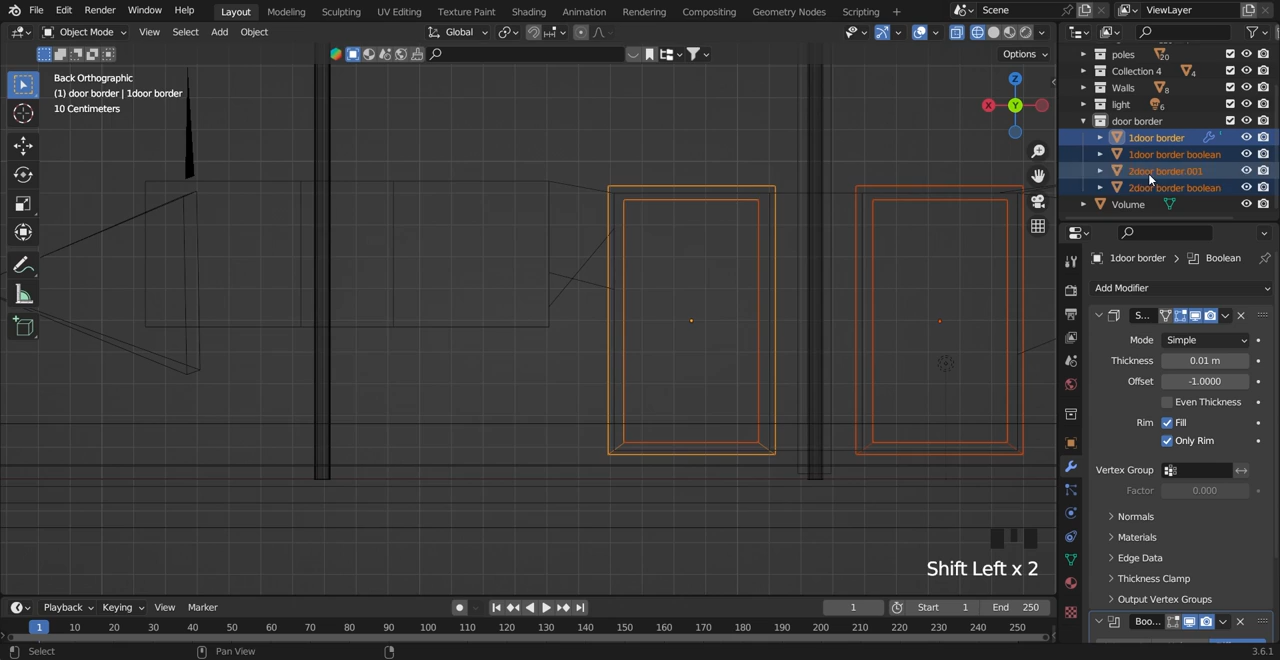 File Edit Render Window Help Layout Modeling Sculpting UV Editing Texture Paint Shading Animation Rendering Compositing Geometry Nodes Scripting + Scene ViewLayer
Object Mode View Select Add Object Global
Options
Back Orthographic
(1) door border | 1door border
10 Centimeters
Z
X
Y
poles 20
Collection 4 4
Walls 8
light 6
door border
1door border
1door border boolean
2door border.001
2door border boolean
Volume
1door border > Boolean
Add Modifier
S...
Mode Simple
Thickness 0.01 m
Offset -1.0000
Even Thickness
Rim Fill
Only Rim
Vertex Group
Factor 0.000
Normals
Materials
Edge Data
Thickness Clamp
Output Vertex Groups
Boo...
Shift Left x 2
Playback Keying View Marker 1 Start 1 End 250
1 10 20 30 40 50 60 70 80 90 100 110 120 130 140 150 160 170 180 190 200 210 220 230 240 250
Select Pan View 3.6.1